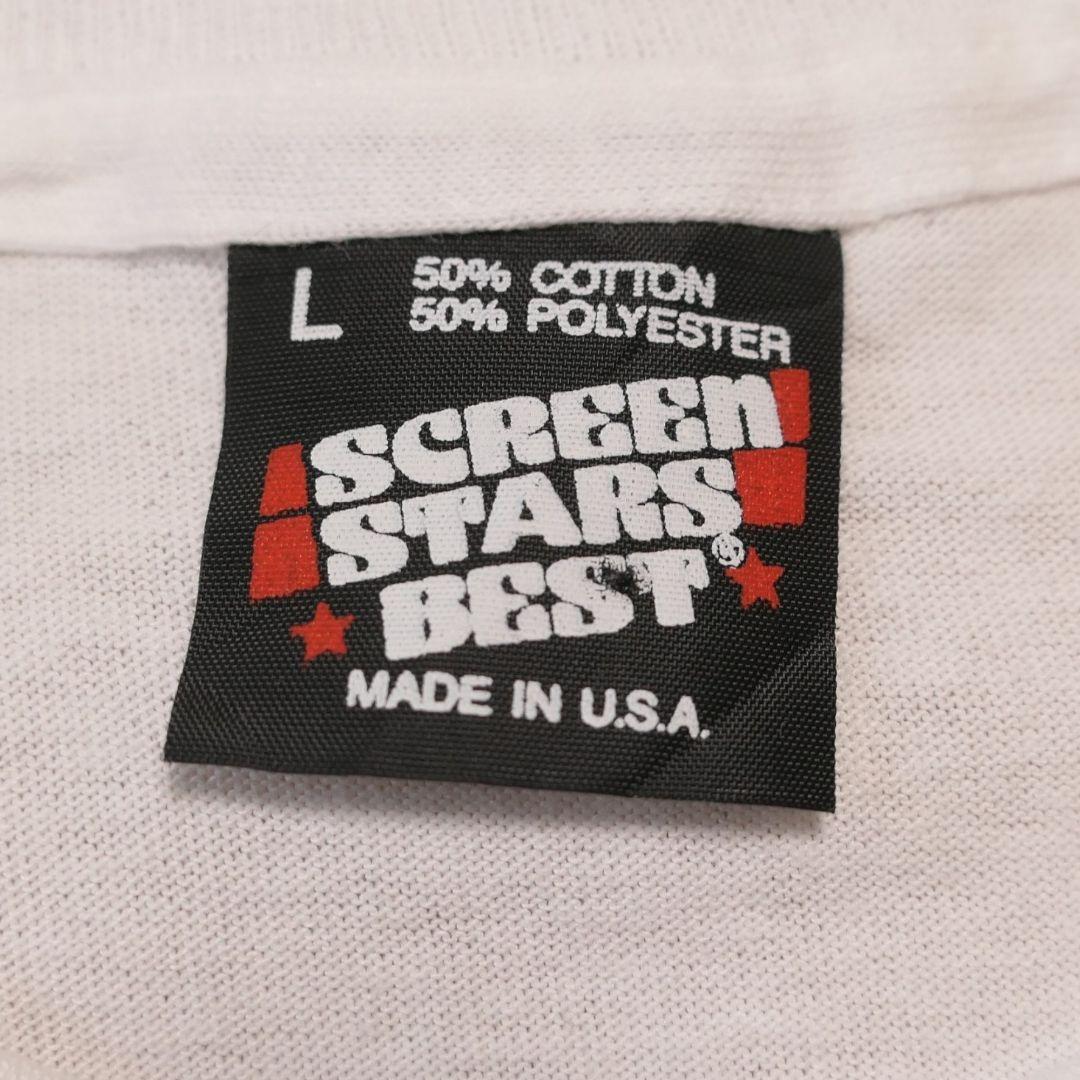 L
50% COTTON
50% POLYESTER
SCREEN
STARS
BEST®
MADE IN U.S.A.